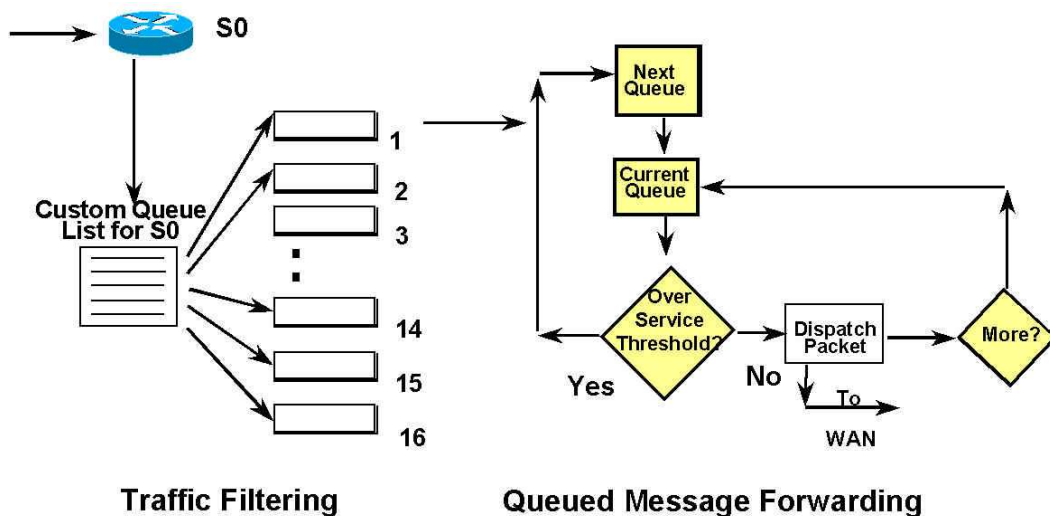 S0
Custom Queue
List for S0
1
2
3
:
14
15
16
Next
Queue
Current
Queue
Over
Service
Threshold?
Yes
No
Dispatch
Packet
More?
To
WAN
Traffic Filtering
Queued Message Forwarding